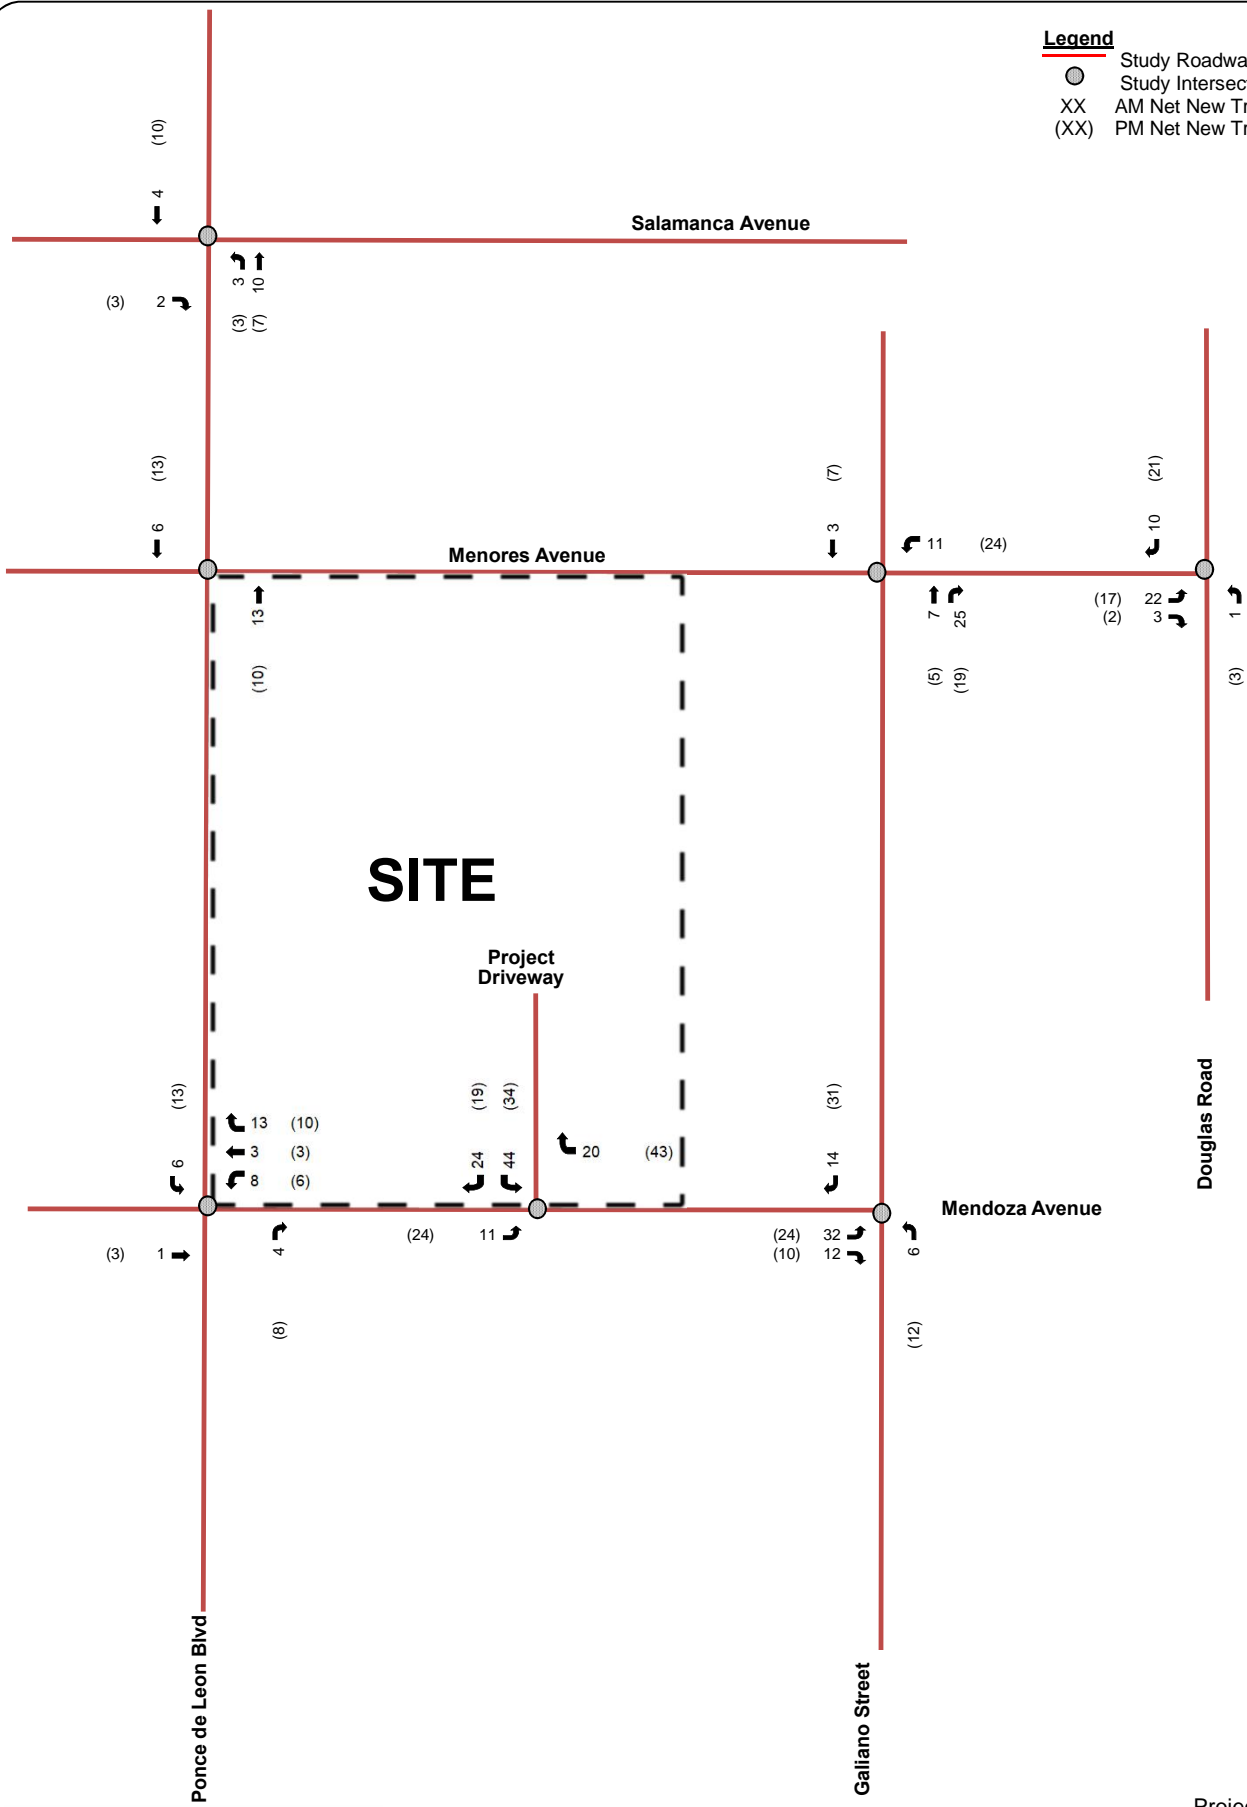 Legend
Study Roadwa
Study Intersec
XX AM Net New Tr
(XX) PM Net New Tr
(10)
4
Salamanca Avenue
3 10
(3) 2
(3) (7)
(13)
6
(7)
3
(21)
10
Menores Avenue
11 (24)
13
(10)
7 25
(5) (19)
(17) 22
(2) 3
1
(3)
SITE
Project
Driveway
(13)
6
13 (10)
3 (3)
8 (6)
(19) (34)
24 44
20 (43)
(31)
14
Douglas Road
Mendoza Avenue
(3) 1
4
(8)
(24) 11
(24) 32
(10) 12
6
(12)
Ponce de Leon Blvd
Galiano Street
Projec